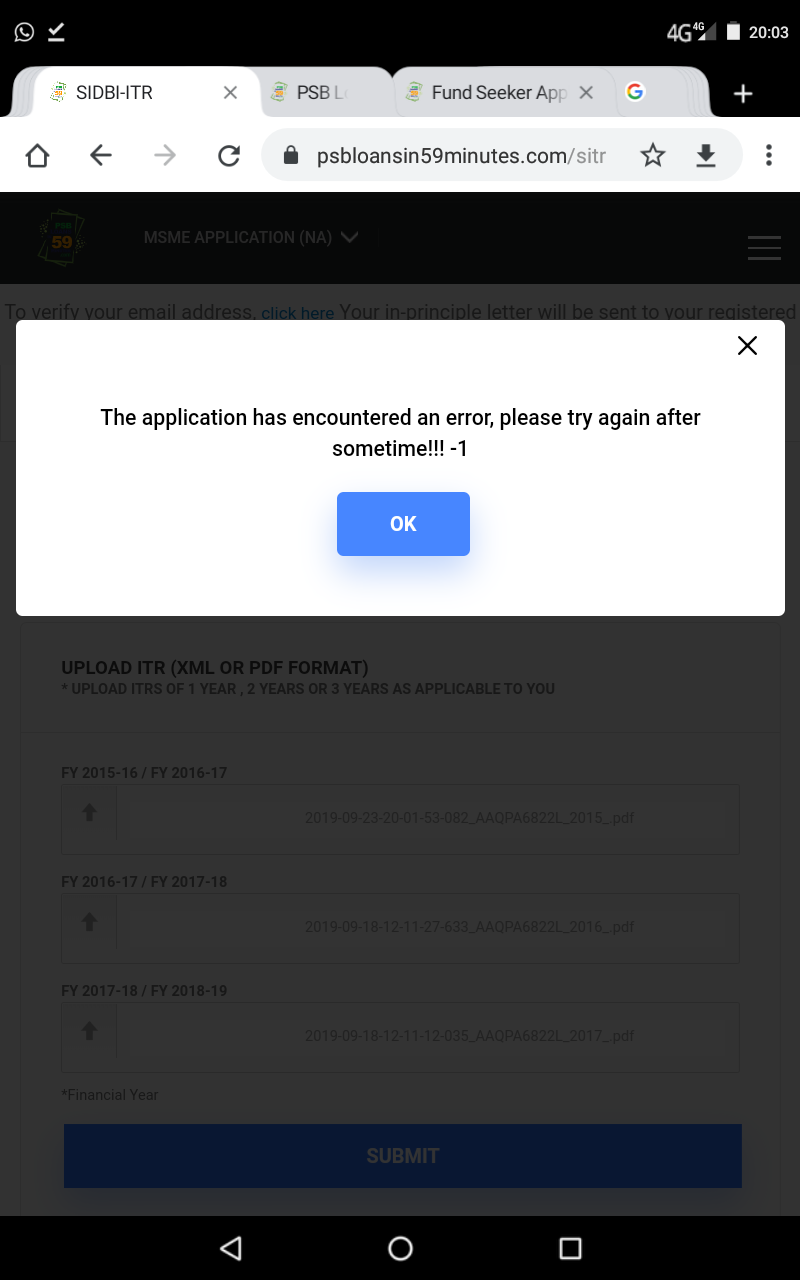 4G 4G 20:03
SIDBI-ITR PSB L Fund Seeker App
psbloansin59minutes.com/sitr
PSB
59
MSME APPLICATION (NA)
To verify your email address, click here Your in-principle letter will be sent to your registered
The application has encountered an error, please try again after
sometime!!! -1
OK
UPLOAD ITR (XML OR PDF FORMAT)
* UPLOAD ITRS OF 1 YEAR , 2 YEARS OR 3 YEARS AS APPLICABLE TO YOU
FY 2015-16 / FY 2016-17
2019-09-23-20-01-53-082_AAQPA6822L_2015_.pdf
FY 2016-17 / FY 2017-18
2019-09-18-12-11-27-633_AAQPA6822L_2016_.pdf
FY 2017-18 / FY 2018-19
2019-09-18-12-11-12-035_AAQPA6822L_2017_.pdf
*Financial Year
SUBMIT